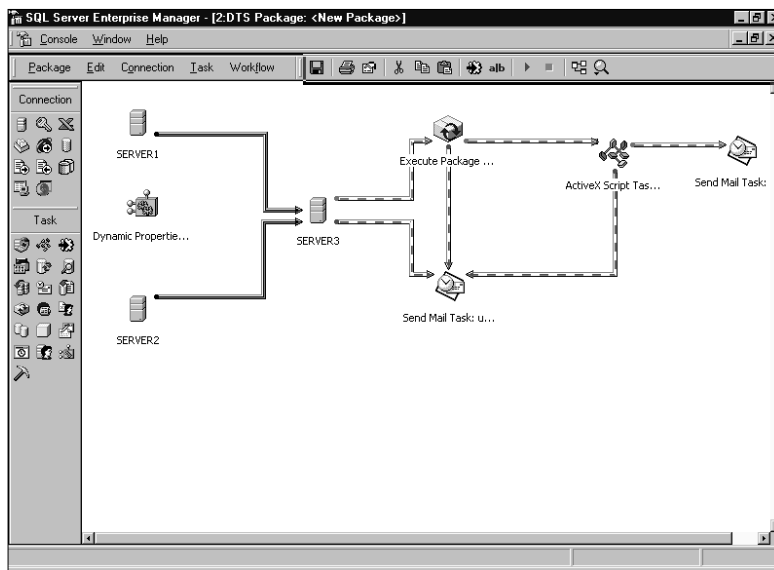 SQL Server Enterprise Manager - [2:DTS Package: <New Package>]
Console Window Help
Package Edit Connection Task Workflow
alb
Connection
Task
SERVER1
Dynamic Propertie...
SERVER2
SERVER3
Execute Package ...
ActiveX Script Tas...
Send Mail Task:
Send Mail Task: u...